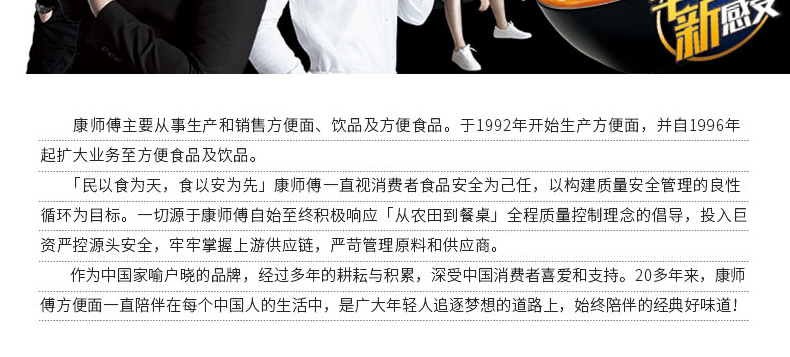 新感受
康师傅主要从事生产和销售方便面、饮品及方便食品。于1992年开始生产方便面，并自1996年
起扩大业务至方便食品及饮品。
「民以食为天，食以安为先」康师傅一直视消费者食品安全为己任，以构建质量安全管理的良性
循环为目标。一切源于康师傅自始至终积极响应「从农田到餐桌」全程质量控制理念的倡导，投入巨
资严控源头安全，牢牢掌握上游供应链，严苛管理原料和供应商。
作为中国家喻户晓的品牌，经过多年的耕耘与积累，深受中国消费者喜爱和支持。20多年来，康师
傅方便面一直陪伴在每个中国人的生活中，是广大年轻人追逐梦想的道路上，始终陪伴的经典好味道！